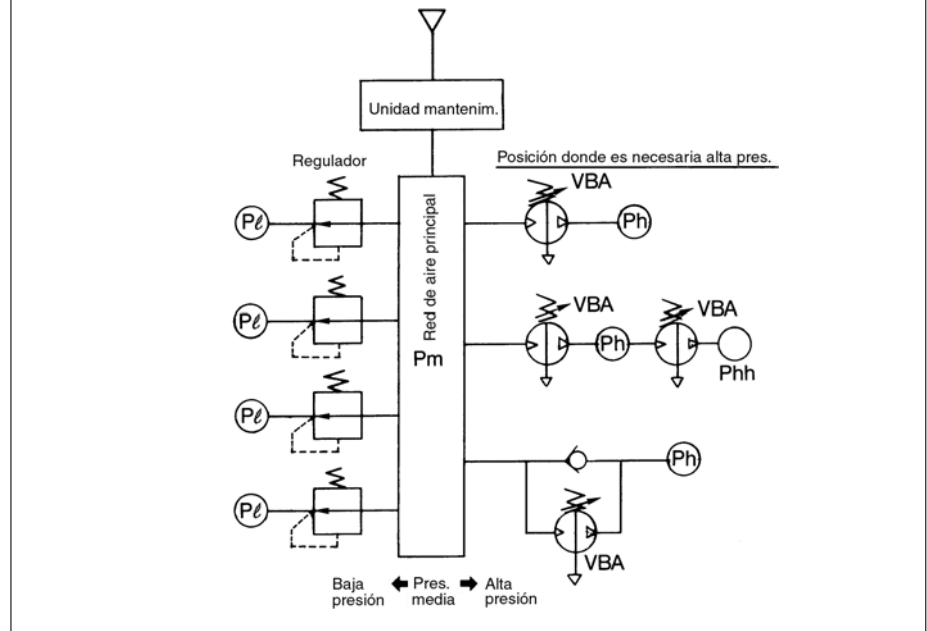 Unidad mantenim.
Regulador
Posición donde es necesaria alta pres.
Red de aire principal
Pm
Pℓ
VBA
Ph
Pℓ
VBA
Ph
VBA
Phh
Pℓ
Ph
Pℓ
VBA
Baja presión
Pres. media
Alta presión